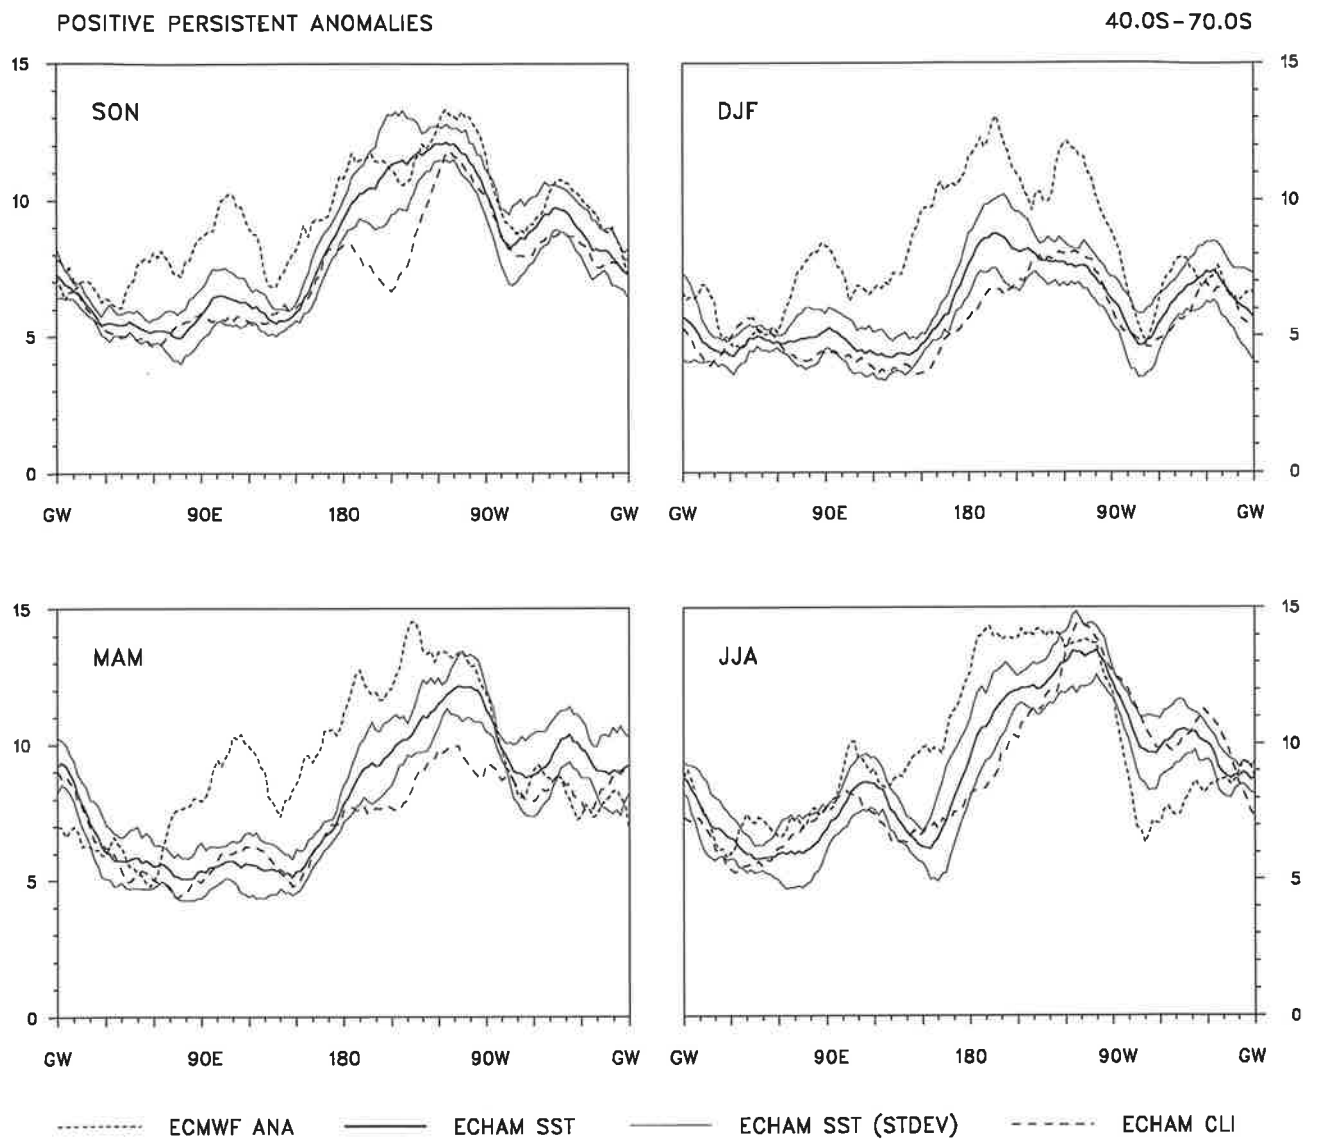 POSITIVE PERSISTENT ANOMALIES 40.0S-70.0S
15 15
SON DJF
10 10
5 5
0 0
GW 90E 180 90W GW GW 90E 180 90W GW
15 15
MAM JJA
10 10
5 5
0 0
GW 90E 180 90W GW GW 90E 180 90W GW
ECMWF ANA ECHAM SST ECHAM SST (STDEV) ECHAM CLI